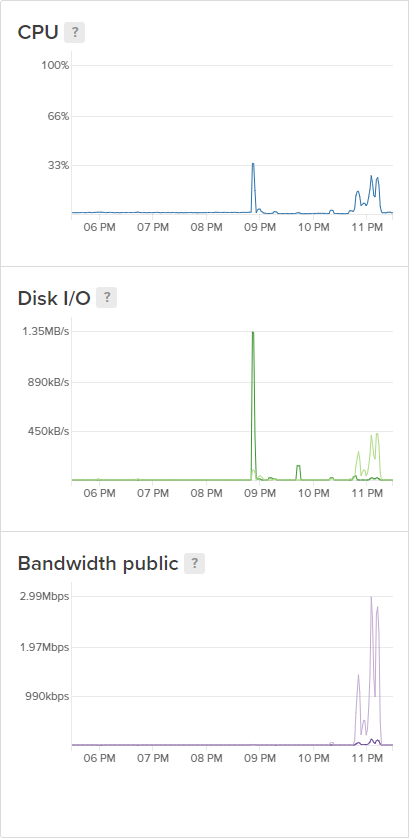 CPU ?
100%
66%
33%
06 PM 07 PM 08 PM 09 PM 10 PM 11 PM
Disk I/O ?
1.35MB/s
890kB/s
450kB/s
06 PM 07 PM 08 PM 09 PM 10 PM 11 PM
Bandwidth public ?
2.99Mbps
1.97Mbps
990kbps
06 PM 07 PM 08 PM 09 PM 10 PM 11 PM